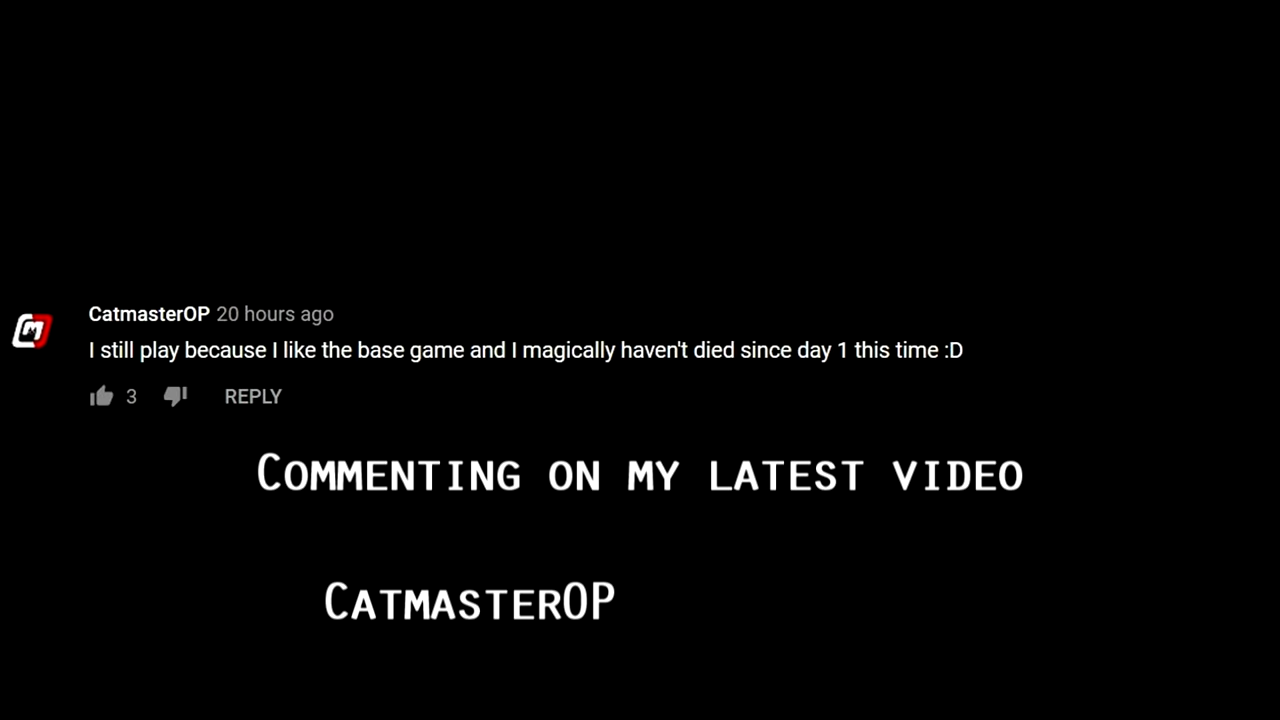 CatmasterOP 20 hours ago
I still play because I like the base game and I magically haven't died since day 1 this time :D
3 REPLY
Commenting on my latest video
CatmasterOP